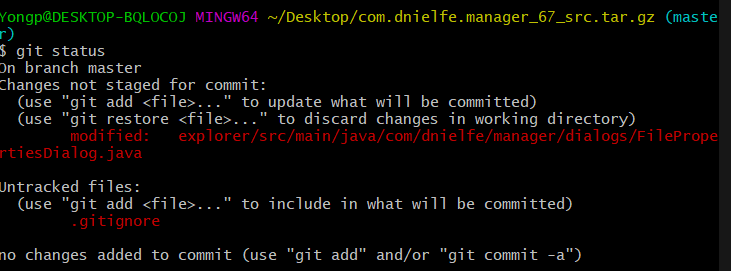 Yongp@DESKTOP-BQLOCOJ MINGW64 ~/Desktop/com.dnielfe.manager_67_src.tar.gz (maste
r)
$ git status
On branch master
Changes not staged for commit:
  (use "git add <file>..." to update what will be committed)
  (use "git restore <file>..." to discard changes in working directory)
        modified:   explorer/src/main/java/com/dnielfe/manager/dialogs/FilePrope
rtiesDialog.java
Untracked files:
  (use "git add <file>..." to include in what will be committed)
        .gitignore
no changes added to commit (use "git add" and/or "git commit -a")